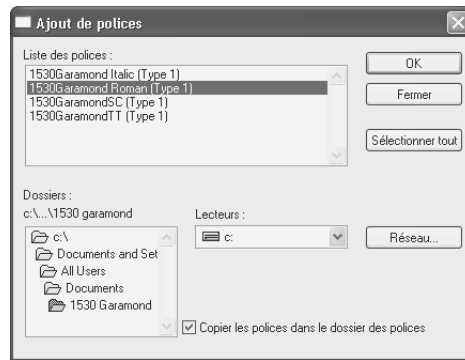 Ajout de polices
Liste des polices :
1530Garamond Italic (Type 1)
1530Garamond Roman (Type 1)
1530GaramondSC (Type 1)
1530GaramondTT (Type 1)
OK
Fermer
Sélectionner tout
Dossiers :
c:\...\1530 garamond
c:\
Documents and Set
All Users
Documents
1530 Garamond
Lecteurs :
c:
Réseau...
Copier les polices dans le dossier des polices